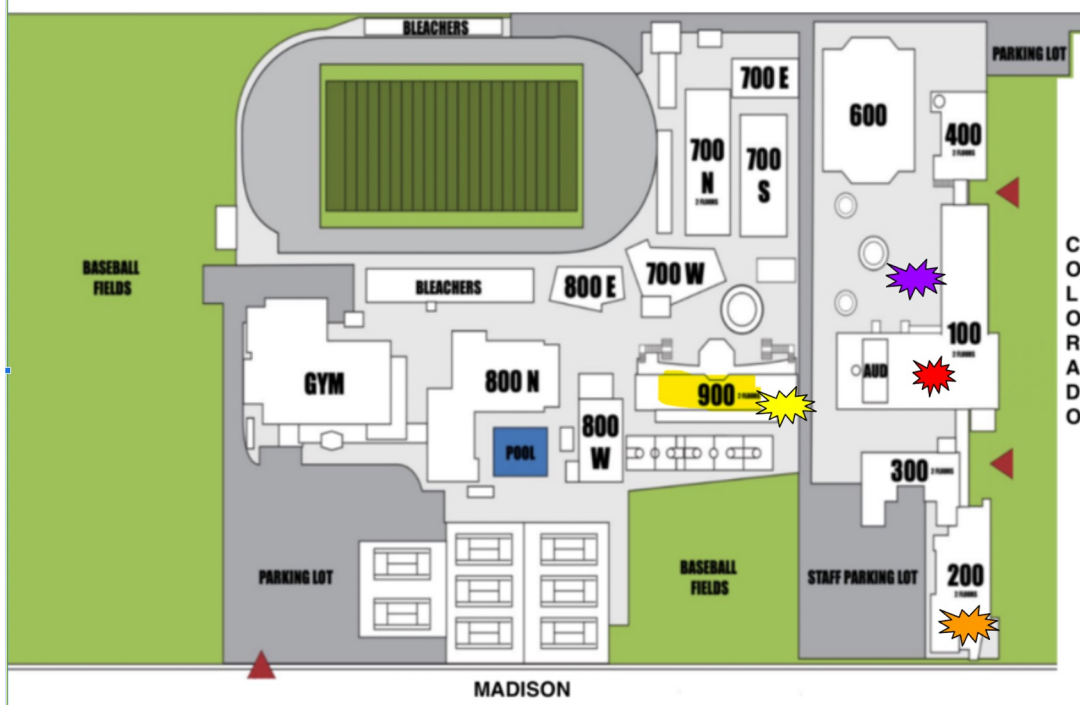 BLEACHERS
PARKING LOT
700 E
600
400
2 FLOORS
700
N
2 FLOORS
700
S
BASEBALL
FIELDS
BLEACHERS
800 E
700 W
C
O
L
O
R
A
D
O
100
2 FLOORS
GYM
800 N
AUD
900
2 FLOORS
800
W
POOL
300
2 FLOORS
PARKING LOT
BASEBALL
FIELDS
STAFF PARKING LOT
200
2 FLOORS
MADISON